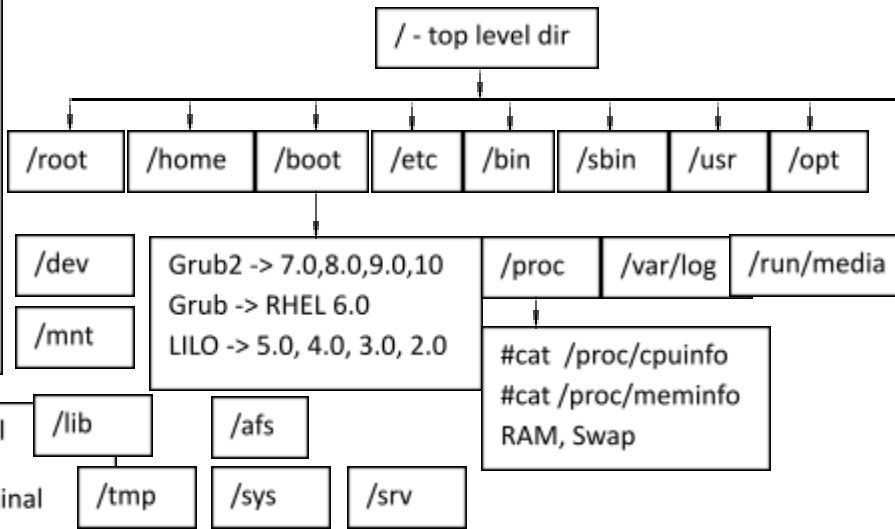 / - top level dir
/root
/home
/boot
/etc
/bin
/sbin
/usr
/opt
/dev
Grub2 -> 7.0,8.0,9.0,10
Grub -> RHEL 6.0
LILO -> 5.0, 4.0, 3.0, 2.0
/proc
/var/log
/run/media
/mnt
#cat /proc/cpuinfo
#cat /proc/meminfo
RAM, Swap
l
/lib
/afs
inal
/tmp
/sys
/srv